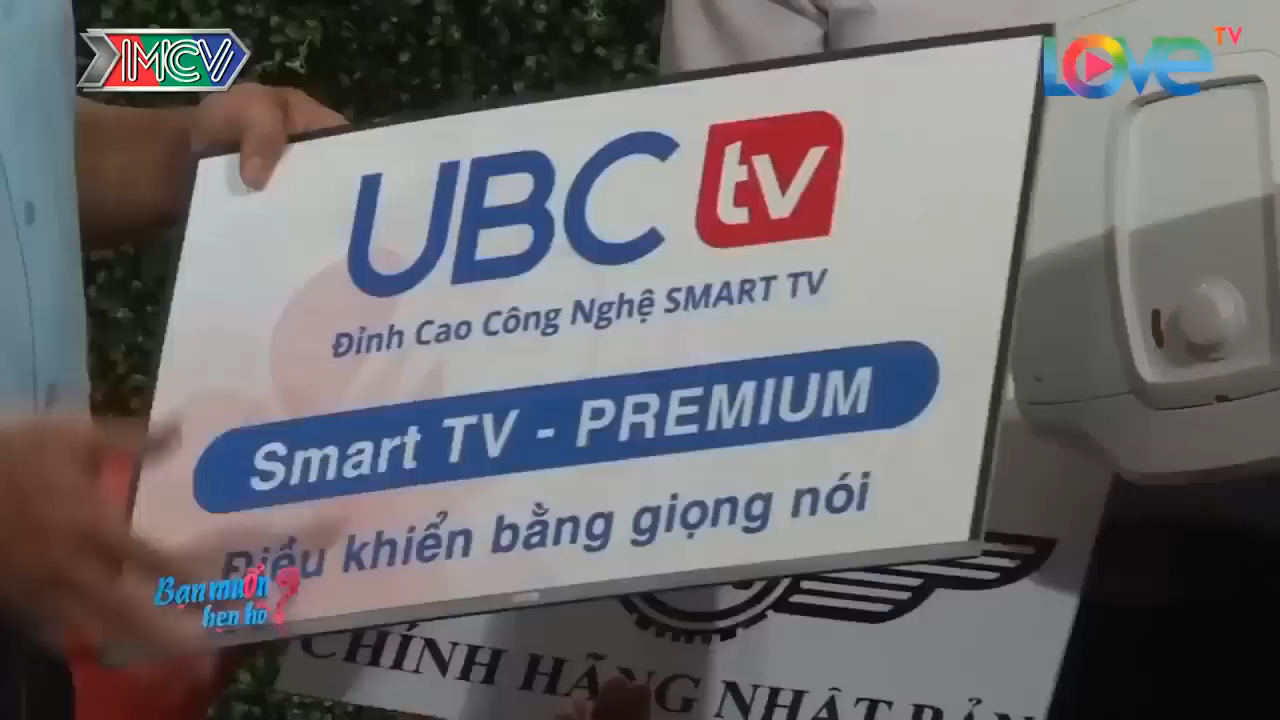 IMCV
LOVE TV
UBC tv
Đỉnh Cao Công Nghệ SMART TV
Smart TV - PREMIUM
Điều khiển bằng giọng nói
Bạn muốn
hẹn hò ?
CHÍNH HÃNG NHẬT BẢN